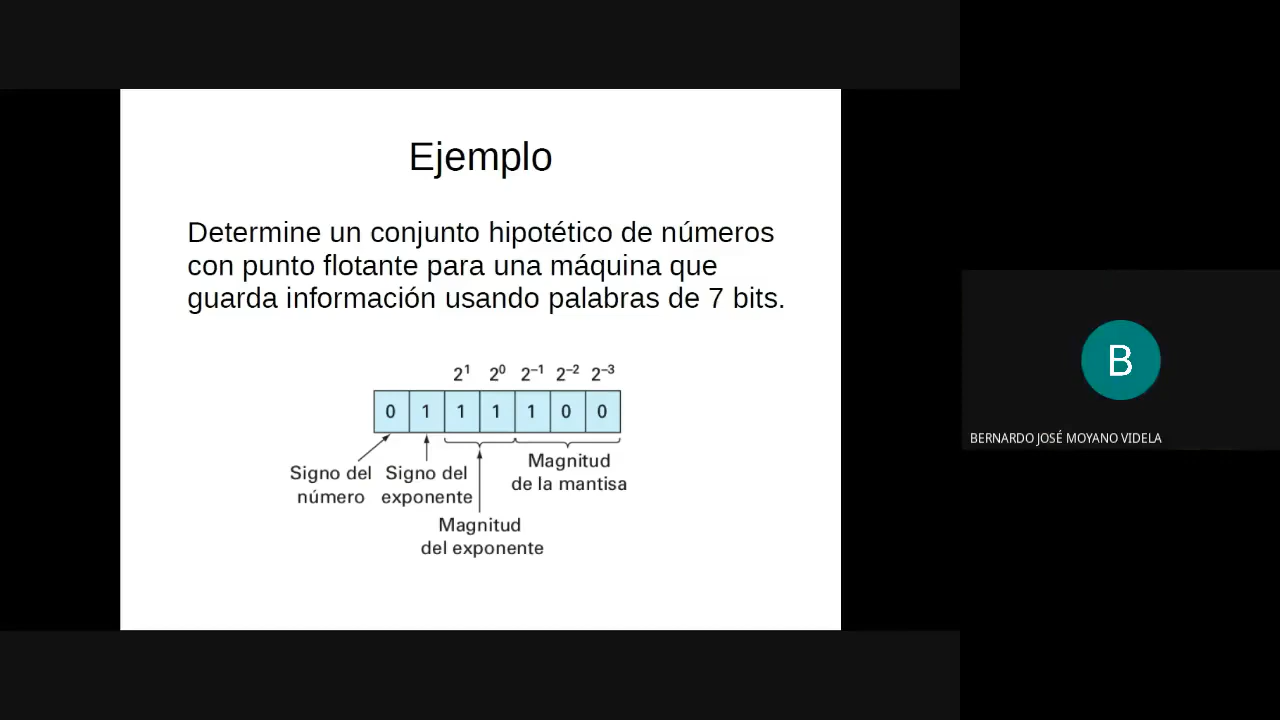 Ejemplo
Determine un conjunto hipotético de números
con punto flotante para una máquina que
guarda información usando palabras de 7 bits.
2¹ 2⁰ 2⁻¹ 2⁻² 2⁻³
0 1 1 1 1 0 0
Signo del
número
Signo del
exponente
Magnitud
del exponente
Magnitud
de la mantisa
B
BERNARDO JOSÉ MOYANO VIDELA